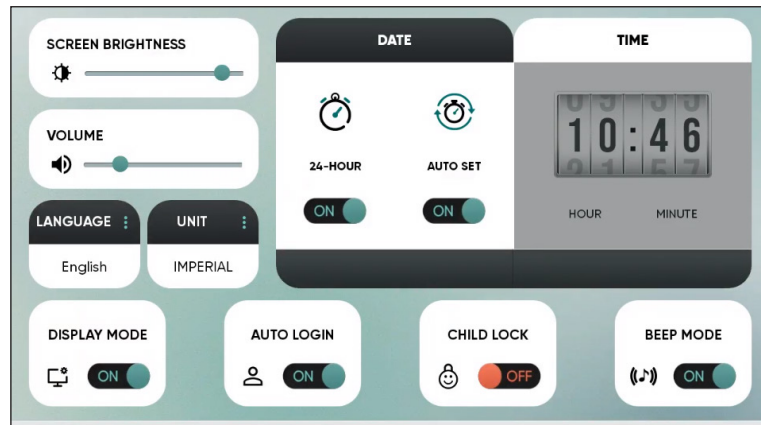 SCREEN BRIGHTNESS
VOLUME
LANGUAGE
English
UNIT
IMPERIAL
DATE
24-HOUR
ON
AUTO SET
ON
TIME
10:46
HOUR
MINUTE
DISPLAY MODE
ON
AUTO LOGIN
ON
CHILD LOCK
OFF
BEEP MODE
ON